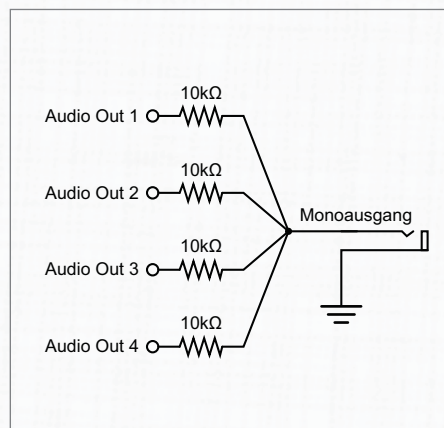 10kΩ
Audio Out 1
10kΩ
Audio Out 2
Monoausgang
10kΩ
Audio Out 3
10kΩ
Audio Out 4